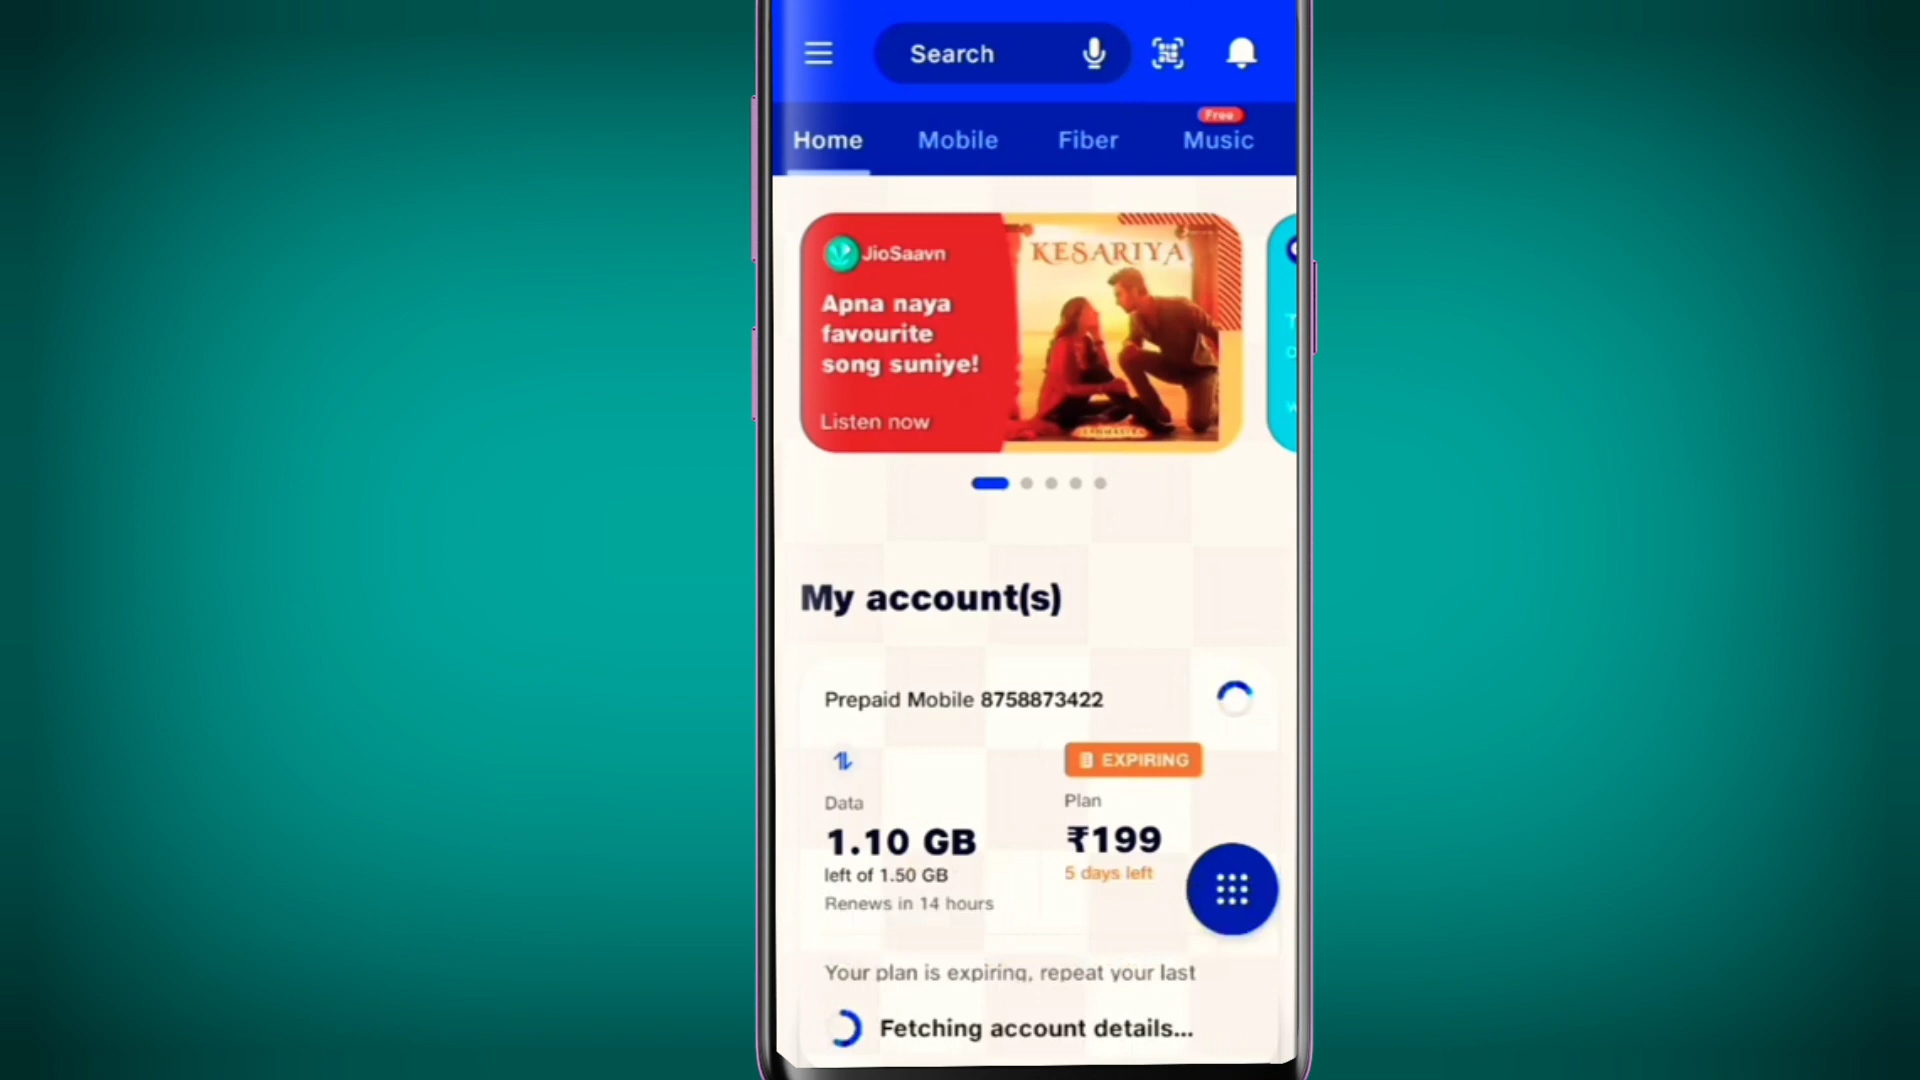 Search
Free
Home Mobile Fiber Music
JioSaavn
KESARIYA
Apna naya
favourite
song suniye!
Listen now
My account(s)
Prepaid Mobile 8758873422
EXPIRING
Data Plan
1.10 GB ₹199
left of 1.50 GB 5 days left
Renews in 14 hours
Your plan is expiring, repeat your last
Fetching account details...